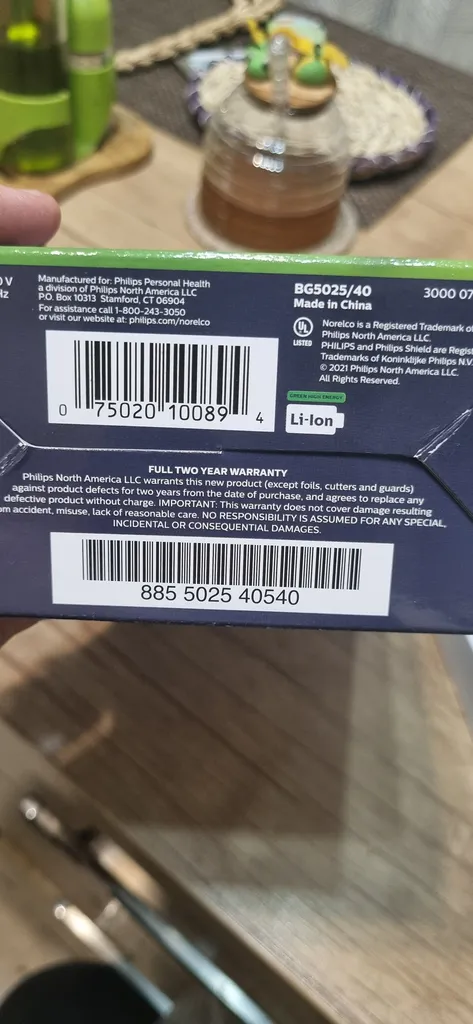 0 V
Hz
Manufactured for: Philips Personal Health
a division of Philips North America LLC
P.O. Box 10313 Stamford, CT 06904
For assistance call 1-800-243-3050
or visit our website at: philips.com/norelco
0 75020 10089 4
BG5025/40
Made in China
3000 07
UL
LISTED
Norelco is a Registered Trademark of
Philips North America LLC.
PHILIPS and Philips Shield are Regist
Trademarks of Koninklijke Philips N.V.
© 2021 Philips North America LLC.
All Rights Reserved.
GREEN HIGH ENERGY
Li-Ion
FULL TWO YEAR WARRANTY
Philips North America LLC warrants this new product (except foils, cutters and guards)
against product defects for two years from the date of purchase, and agrees to replace any
defective product without charge. IMPORTANT: This warranty does not cover damage resulting
om accident, misuse, lack of reasonable care. NO RESPONSIBILITY IS ASSUMED FOR ANY SPECIAL,
INCIDENTAL OR CONSEQUENTIAL DAMAGES.
885 5025 40540